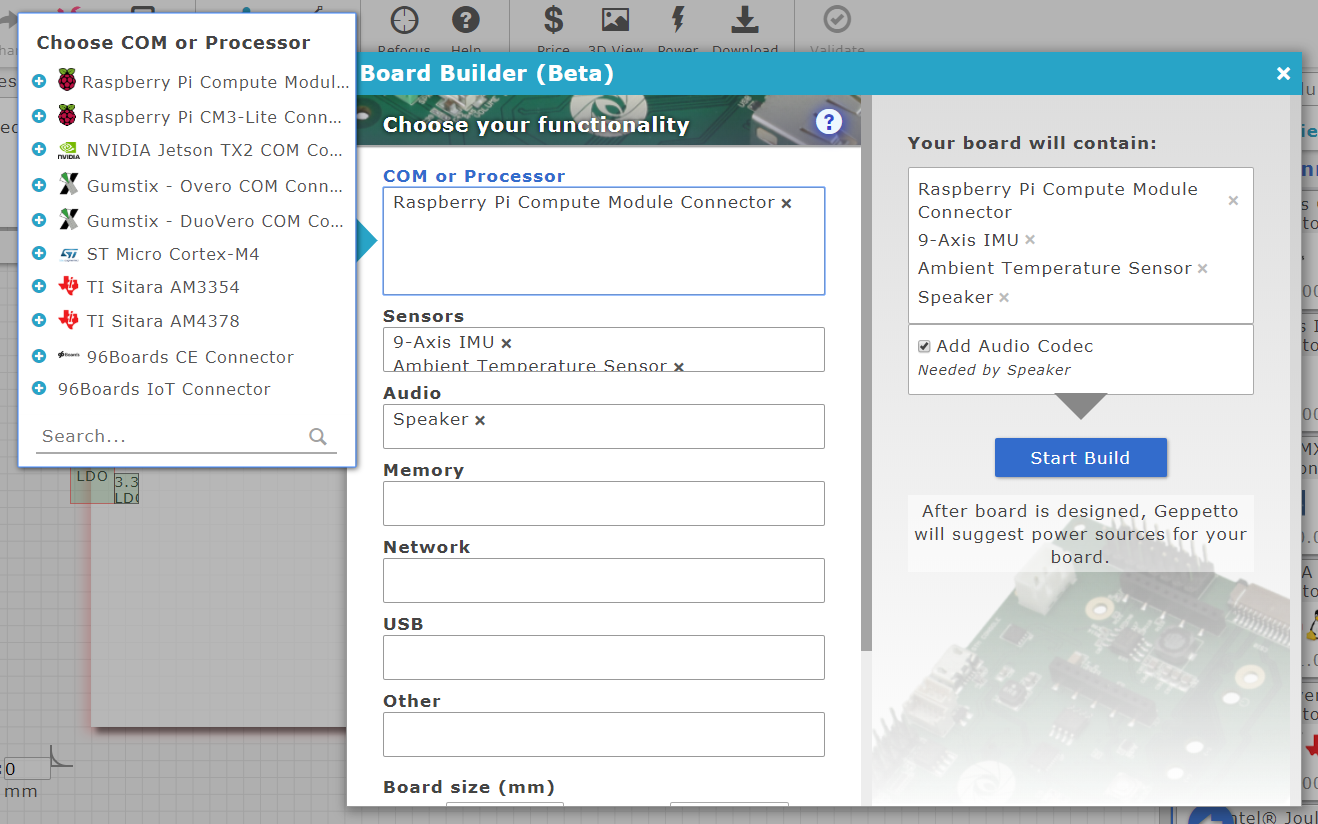 Choose COM or Processor
Raspberry Pi Compute Modul...
Raspberry Pi CM3-Lite Conn...
NVIDIA Jetson TX2 COM Co...
Gumstix - Overo COM Conn...
Gumstix - DuoVero COM Co...
ST Micro Cortex-M4
TI Sitara AM3354
TI Sitara AM4378
96Boards CE Connector
96Boards IoT Connector
Search...
Refocus
Help
Price
3D View
Power
Download
Validate
Board Builder (Beta)
Choose your functionality
?
COM or Processor
Raspberry Pi Compute Module Connector ×
Sensors
9-Axis IMU ×
Ambient Temperature Sensor ×
Audio
Speaker ×
Memory
Network
USB
Other
Board size (mm)
Your board will contain:
Raspberry Pi Compute Module
Connector ×
9-Axis IMU ×
Ambient Temperature Sensor ×
Speaker ×
Add Audio Codec
Needed by Speaker
Start Build
After board is designed, Geppetto
will suggest power sources for your
board.
LDO
3.3
LDO
mm